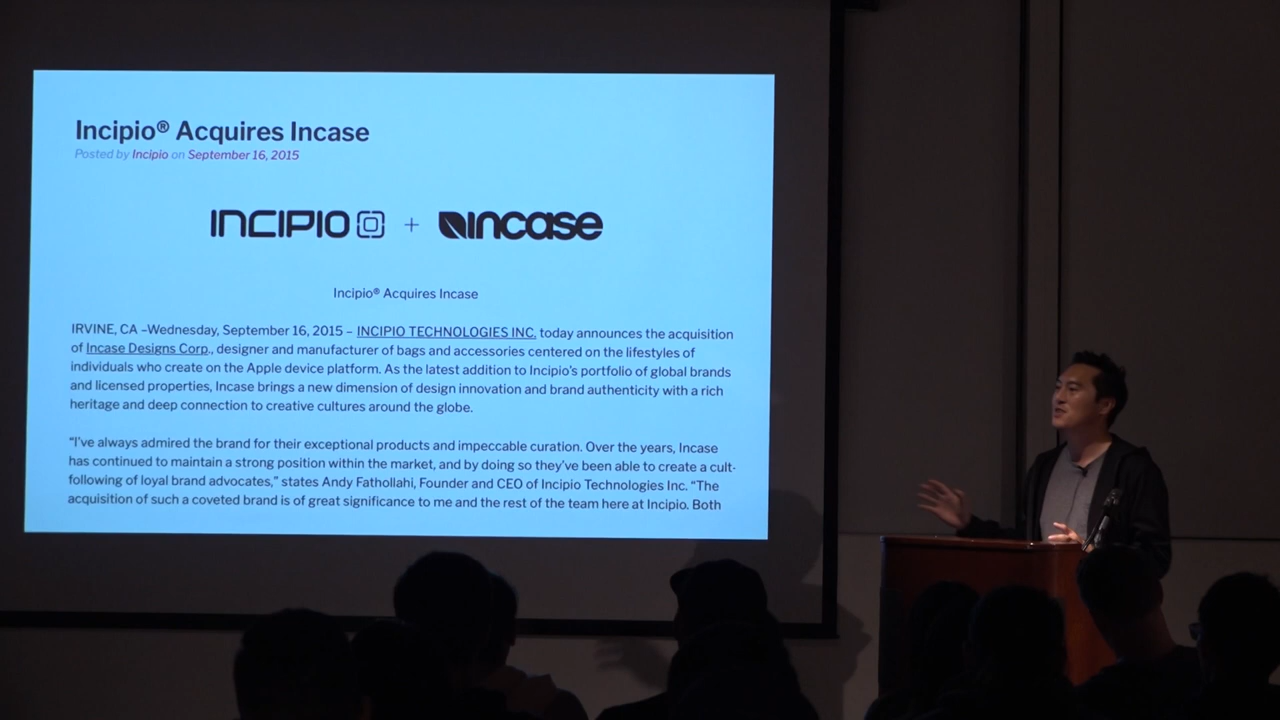 Incipio® Acquires Incase
Posted by Incipio on September 16, 2015
INCIPIO + incase
Incipio® Acquires Incase
IRVINE, CA –Wednesday, September 16, 2015 – INCIPIO TECHNOLOGIES INC. today announces the acquisition
of Incase Designs Corp., designer and manufacturer of bags and accessories centered on the lifestyles of
individuals who create on the Apple device platform. As the latest addition to Incipio's portfolio of global brands
and licensed properties, Incase brings a new dimension of design innovation and brand authenticity with a rich
heritage and deep connection to creative cultures around the globe.
“I've always admired the brand for their exceptional products and impeccable curation. Over the years, Incase
has continued to maintain a strong position within the market, and by doing so they've been able to create a cult-
following of loyal brand advocates,” states Andy Fathollahi, Founder and CEO of Incipio Technologies Inc. “The
acquisition of such a coveted brand is of great significance to me and the rest of the team here at Incipio. Both